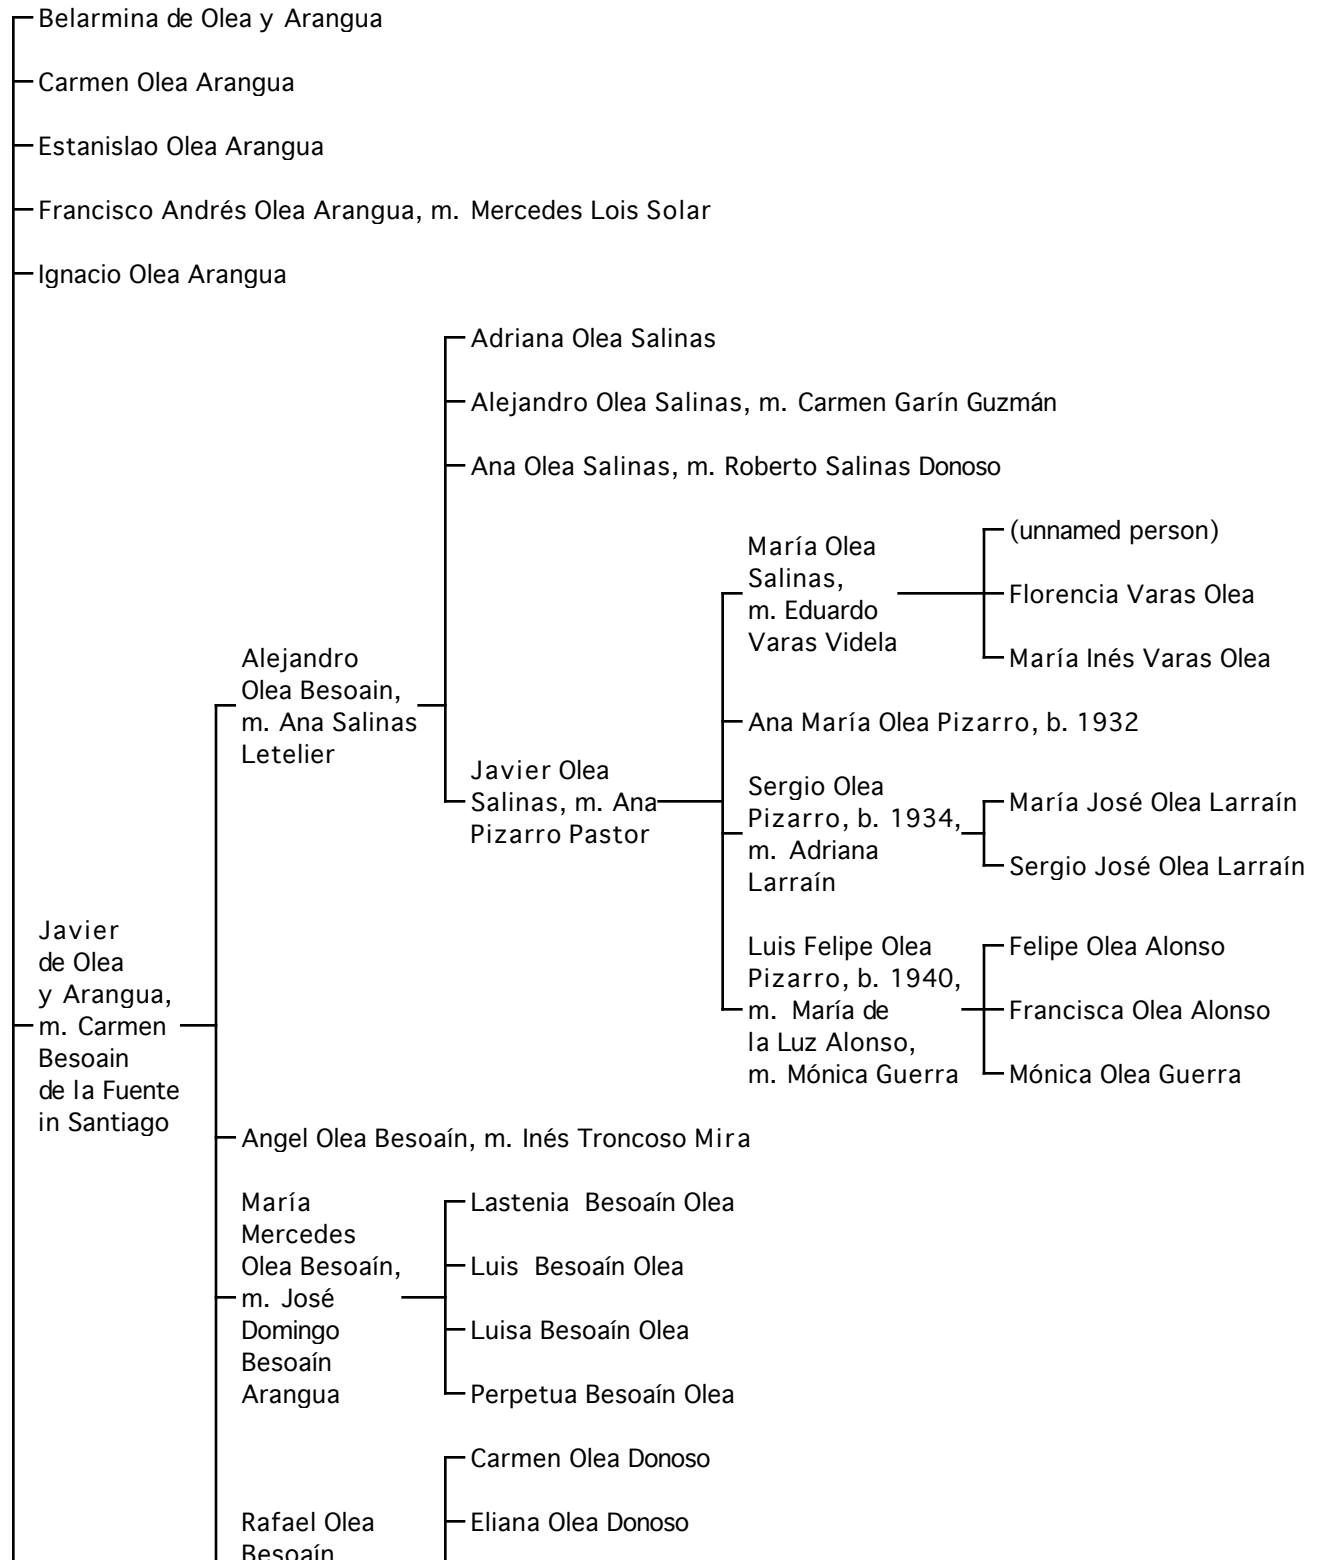 Belarmina de Olea y Arangua
Carmen Olea Arangua
Estanislao Olea Arangua
Francisco Andrés Olea Arangua, m. Mercedes Lois Solar
Ignacio Olea Arangua
Javier
de Olea
y Arangua,
m. Carmen
Besoain
de la Fuente
in Santiago
Alejandro
Olea Besoain,
m. Ana Salinas
Letelier
Adriana Olea Salinas
Alejandro Olea Salinas, m. Carmen Garín Guzmán
Ana Olea Salinas, m. Roberto Salinas Donoso
Javier Olea
Salinas, m. Ana
Pizarro Pastor
María Olea
Salinas,
m. Eduardo
Varas Videla
(unnamed person)
Florencia Varas Olea
María Inés Varas Olea
Ana María Olea Pizarro, b. 1932
Sergio Olea
Pizarro, b. 1934,
m. Adriana
Larraín
María José Olea Larraín
Sergio José Olea Larraín
Luis Felipe Olea
Pizarro, b. 1940,
m. María de
la Luz Alonso,
m. Mónica Guerra
Felipe Olea Alonso
Francisca Olea Alonso
Mónica Olea Guerra
Angel Olea Besoaín, m. Inés Troncoso Mira
María
Mercedes
Olea Besoaín,
m. José
Domingo
Besoaín
Arangua
Lastenia Besoaín Olea
Luis Besoaín Olea
Luisa Besoaín Olea
Perpetua Besoaín Olea
Rafael Olea
Besoaín
Carmen Olea Donoso
Eliana Olea Donoso